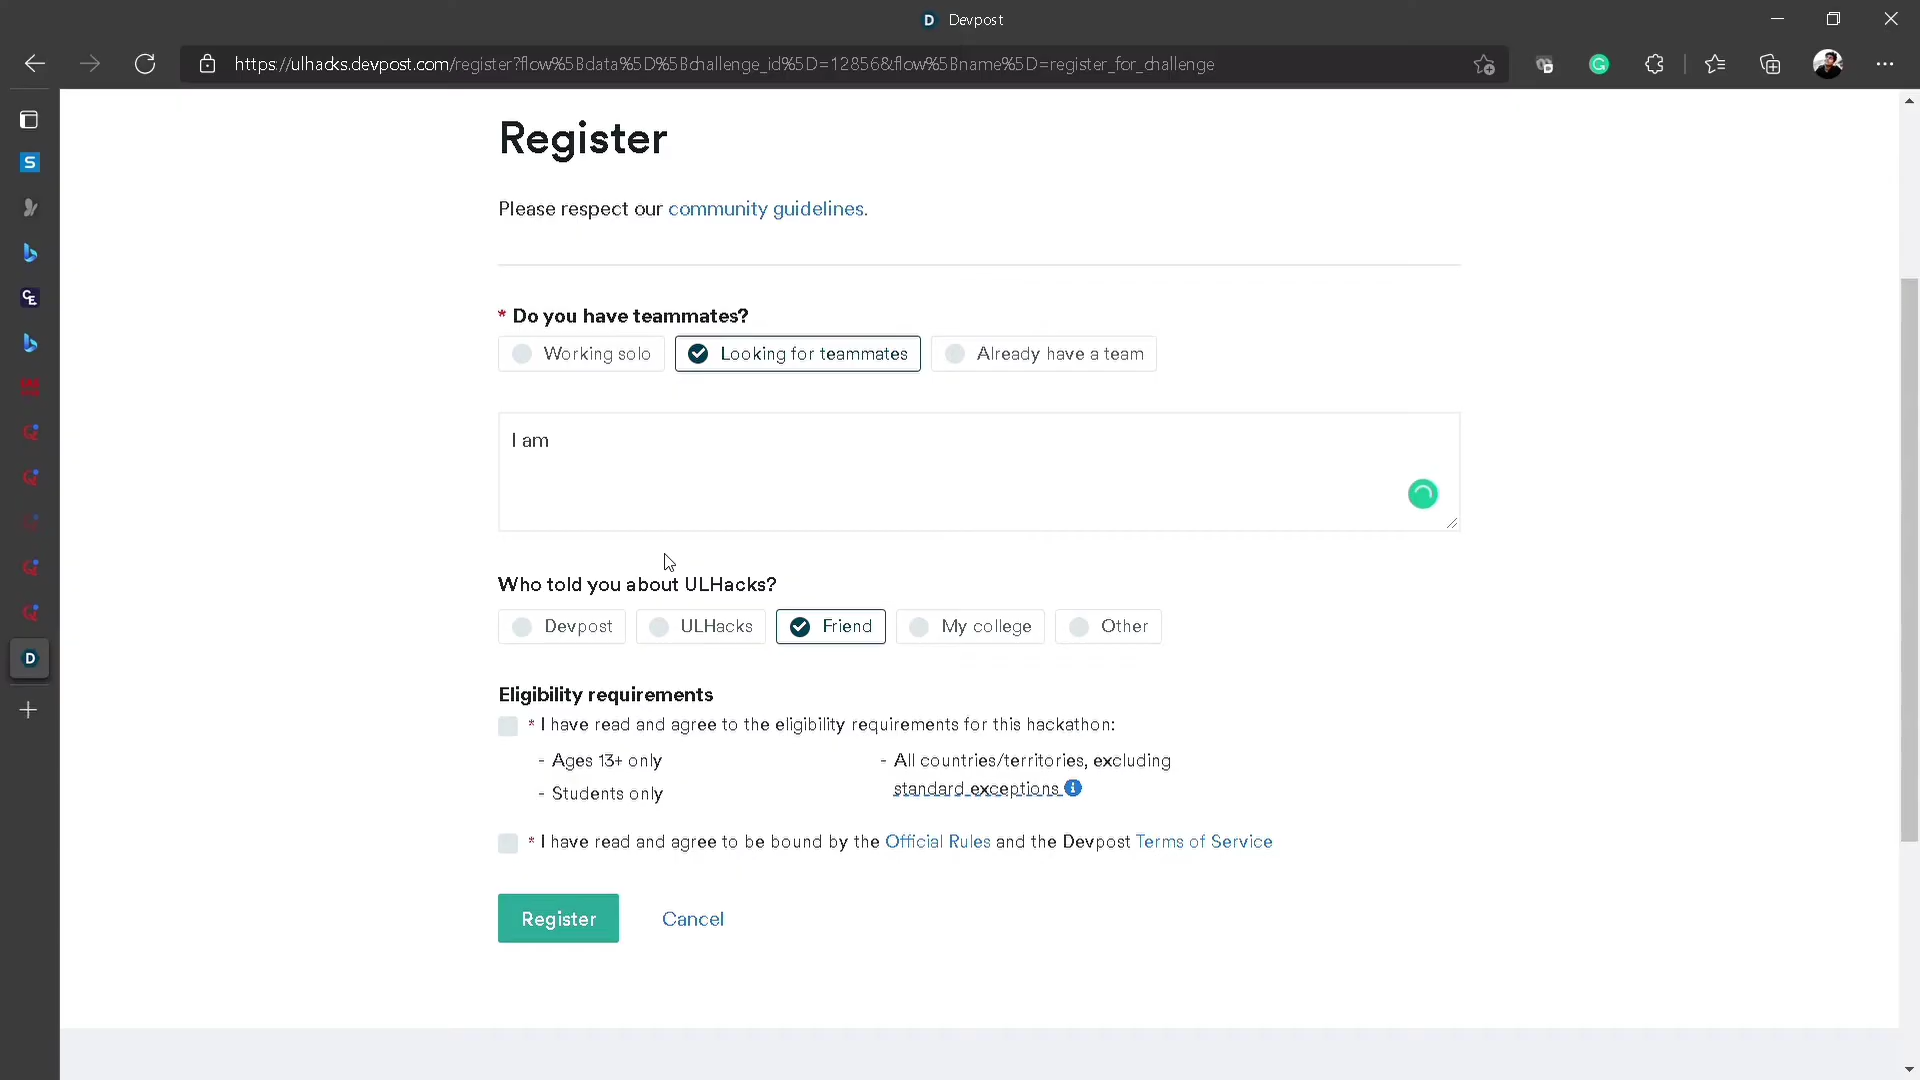 Devpost
https://ulhacks.devpost.com/register?flow%5Bdata%5D%5Bchallenge_id%5D=12856&flow%5Bname%5D=register_for_challenge
Register
Please respect our community guidelines.
* Do you have teammates?
Working solo
Looking for teammates
Already have a team
I am
Who told you about ULHacks?
Devpost
ULHacks
Friend
My college
Other
Eligibility requirements
* I have read and agree to the eligibility requirements for this hackathon:
- Ages 13+ only
- All countries/territories, excluding
standard exceptions
- Students only
* I have read and agree to be bound by the Official Rules and the Devpost Terms of Service
Register
Cancel